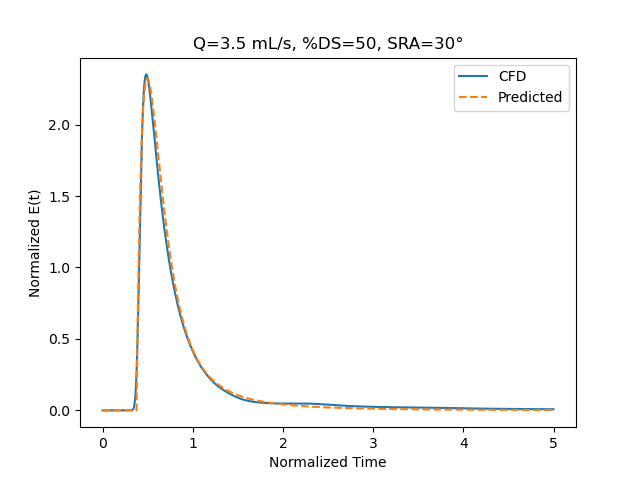 Q=3.5 mL/s, %DS=50, SRA=30°
CFD
Predicted
2.0
1.5
1.0
0.5
0.0
Normalized E(t)
0 1 2 3 4 5
Normalized Time